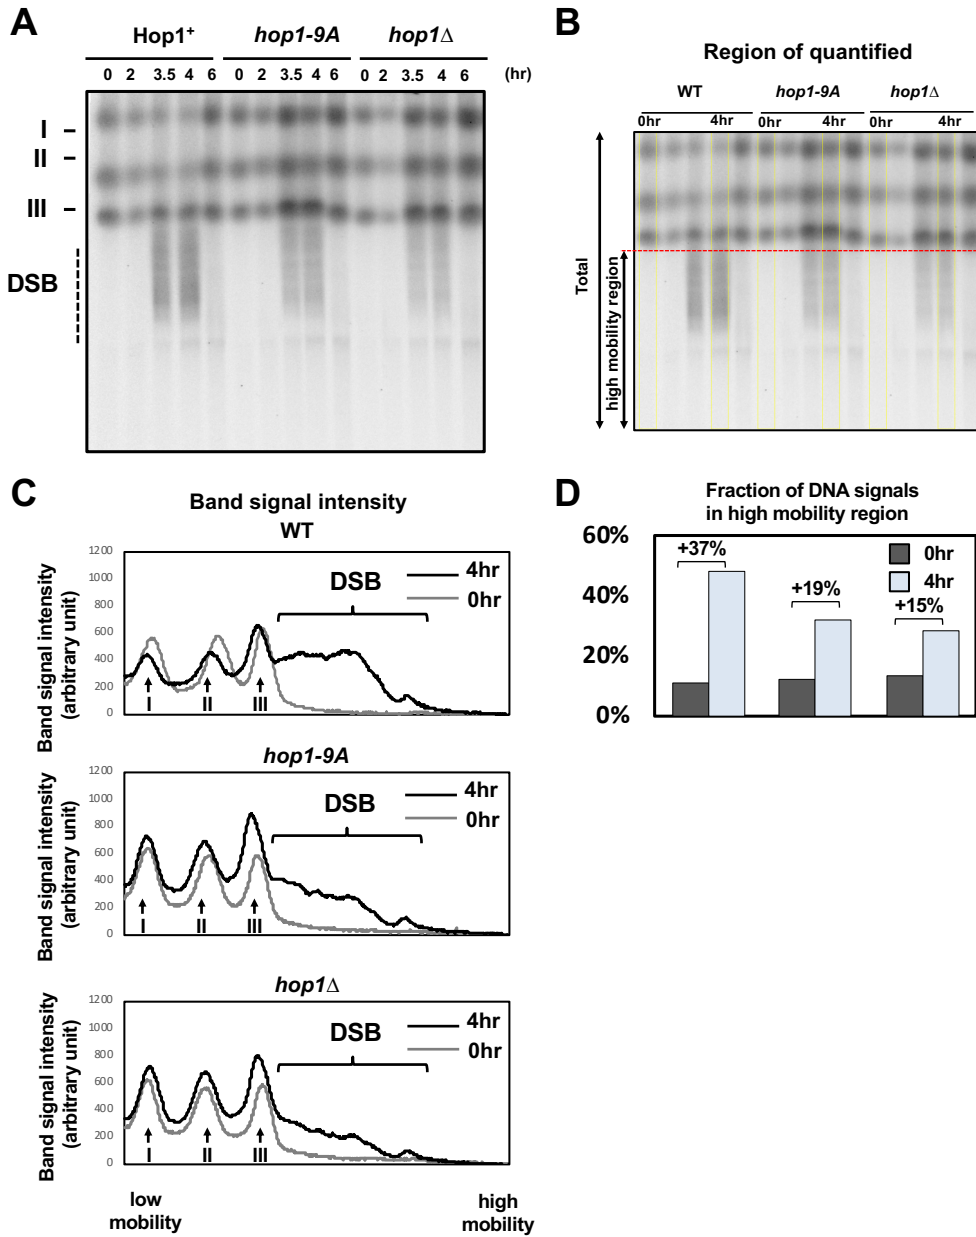 A
Hop1⁺ hop1-9A hop1Δ
0 2 3.5 4 6 0 2 3.5 4 6 0 2 3.5 4 6 (hr)
I
II
III
DSB
B
Region of quantified
WT hop1-9A hop1Δ
0hr 4hr 0hr 4hr 0hr 4hr
Total
high mobility region
C
Band signal intensity
WT
Band signal intensity
(arbitrary unit)
1200
1000
800
600
400
200
0
DSB
4hr
0hr
I II III
hop1-9A
Band signal intensity
(arbitrary unit)
1200
1000
800
600
400
200
0
DSB
4hr
0hr
I II III
hop1Δ
Band signal intensity
(arbitrary unit)
1200
1000
800
600
400
200
0
DSB
4hr
0hr
I II III
low
mobility
high
mobility
D
Fraction of DNA signals
in high mobility region
60%
40%
20%
0%
+37%
+19%
+15%
0hr
4hr